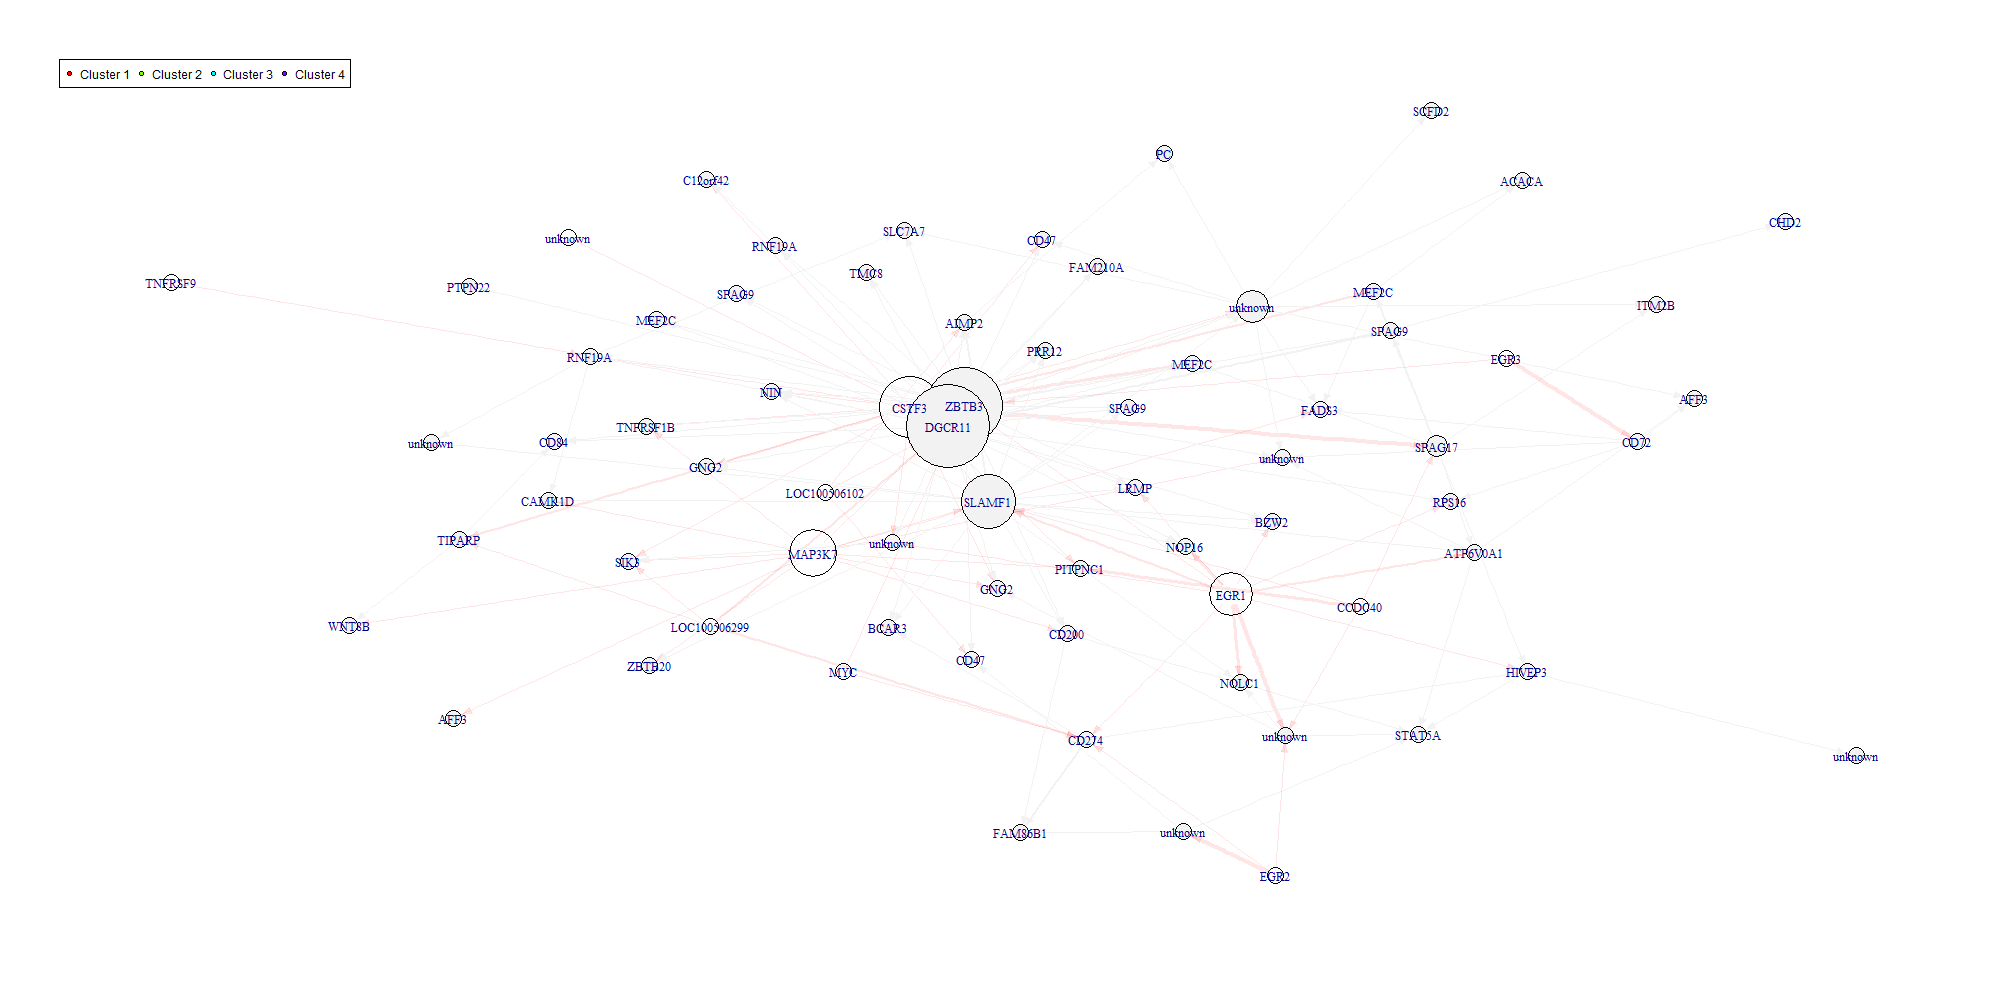 Cluster 1 Cluster 2 Cluster 3 Cluster 4
SCFD2
PC
C12orf42
ACACA
CHD2
SLC7A7
unknown
CD47
RNF19A
FAM210A
TMC8
TNFRSF9
PTPN22
SPAG9
MEF2C
ITM2B
unknown
MEF2C
AIMP2
SPAG9
PRR12
RNF19A
EGR3
MEF2C
NIN
AFF3
CSTF3
ZBTB3
SPAG9
FADS3
TNFRSF1B
DGCR11
unknown
CD84
CD72
SPAG17
unknown
GNG2
LRMP
LOC100506102
CAMK1D
SLAMF1
RPS16
BZW2
TIPARP
unknown
NOP16
MAP3K7
ATP6V0A1
SIK3
PITPNC1
GNG2
EGR1
CCDC40
WNT8B
LOC100506299
BCAR3
CD200
CD47
ZBTB20
MYC
HIVEP3
NOLC1
AFF3
CD274
unknown
STAT5A
unknown
FAM86B1
unknown
EGR2